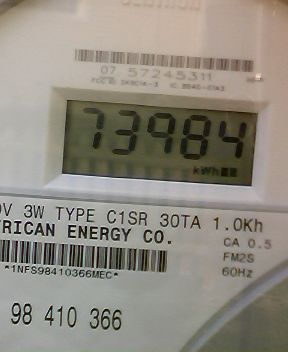 07 57245311
73984
kWh
V 3W TYPE C1SR 30TA 1.0Kh
RICAN ENERGY CO.
CA 0.5
FM2S
*1NFS98410366MEC*
60Hz
98 410 366